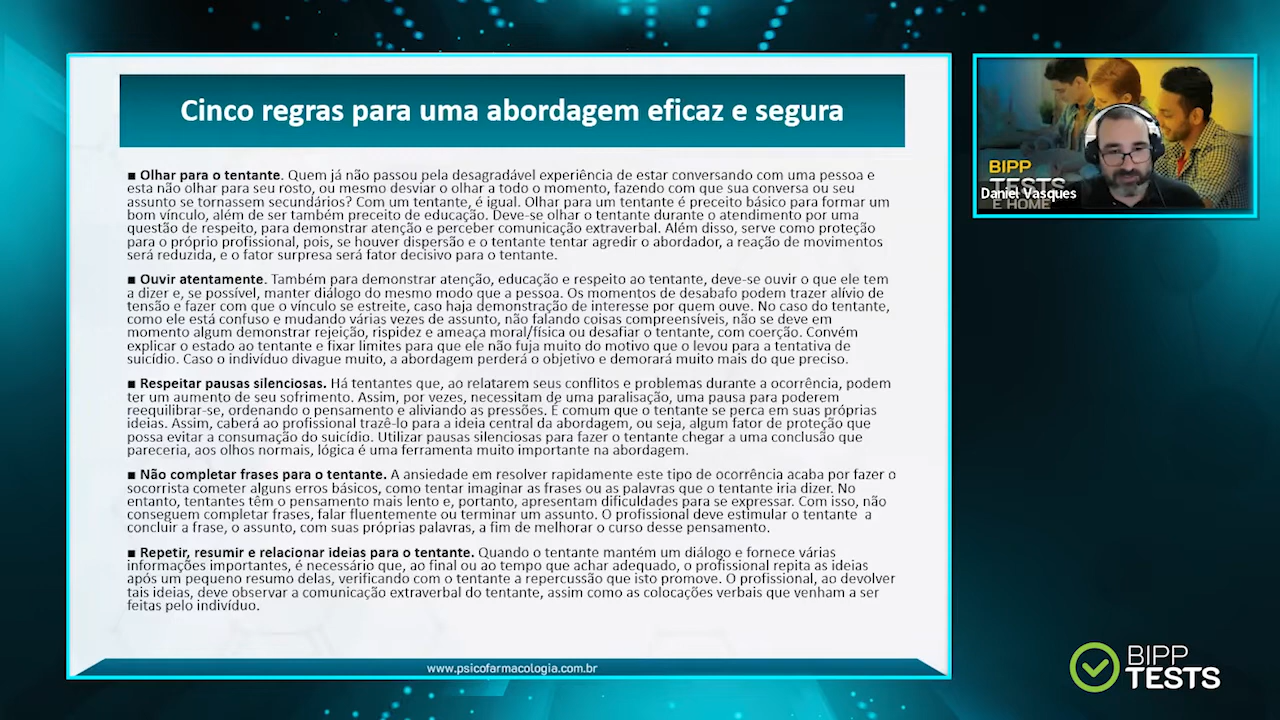 Cinco regras para uma abordagem eficaz e segura
■ Olhar para o tentante. Quem já não passou pela desagradável experiência de estar conversando com uma pessoa e
esta não olhar para seu rosto, ou mesmo desviar o olhar a todo o momento, fazendo com que sua conversa ou seu
assunto se tornassem secundários? Com um tentante, é igual. Olhar para um tentante é preceito básico para formar um
bom vínculo, além de ser também preceito de educação. Deve-se olhar o tentante durante o atendimento por uma
questão de respeito, para demonstrar atenção e perceber comunicação extraverbal. Além disso, serve como proteção
para o próprio profissional, pois, se houver dispersão e o tentante tentar agredir o abordador, a reação de movimentos
será reduzida, e o fator surpresa será fator decisivo para o tentante.
■ Ouvir atentamente. Também para demonstrar atenção, educação e respeito ao tentante, deve-se ouvir o que ele tem
a dizer e, se possível, manter diálogo do mesmo modo que a pessoa. Os momentos de desabafo podem trazer alívio de
tensão e fazer com que o vínculo se estreite, caso haja demonstração de interesse por quem ouve. No caso do tentante,
como ele está confuso e mudando várias vezes de assunto, não falando coisas compreensíveis, não se deve em
momento algum demonstrar rejeição, rispidez e ameaça moral/física ou desafiar o tentante, com coerção. Convém
explicar o estado ao tentante e fixar limites para que ele não fuja muito do motivo que o levou para a tentativa de
suicídio. Caso o indivíduo divague muito, a abordagem perderá o objetivo e demorará muito mais do que preciso.
■ Respeitar pausas silenciosas. Há tentantes que, ao relatarem seus conflitos e problemas durante a ocorrência, podem
ter um aumento de seu sofrimento. Assim, por vezes, necessitam de uma paralisação, uma pausa para poderem
reequilibrar-se, ordenando o pensamento e aliviando as pressões. É comum que o tentante se perca em suas próprias
ideias. Assim, caberá ao profissional trazê-lo para a ideia central da abordagem, ou seja, algum fator de proteção que
possa evitar a consumação do suicídio. Utilizar pausas silenciosas para fazer o tentante chegar a uma conclusão que
pareceria, aos olhos normais, lógica é uma ferramenta muito importante na abordagem.
■ Não completar frases para o tentante. A ansiedade em resolver rapidamente este tipo de ocorrência acaba por fazer o
socorrista cometer alguns erros básicos, como tentar imaginar as frases ou as palavras que o tentante iria dizer. No
entanto, tentantes têm o pensamento mais lento e, portanto, apresentam dificuldades para se expressar. Com isso, não
conseguem completar frases, falar fluentemente ou terminar um assunto. O profissional deve estimular o tentante a
concluir a frase, o assunto, com suas próprias palavras, a fim de melhorar o curso desse pensamento.
■ Repetir, resumir e relacionar ideias para o tentante. Quando o tentante mantém um diálogo e fornece várias
informações importantes, é necessário que, ao final ou ao tempo que achar adequado, o profissional repita as ideias
após um pequeno resumo delas, verificando com o tentante a repercussão que isto promove. O profissional, ao devolver
tais ideias, deve observar a comunicação extraverbal do tentante, assim como as colocações verbais que venham a ser
feitas pelo indivíduo.
www.psicofarmacologia.com.br
BIPP
TESTS
E HOME
Daniel Vasques
BIPP
TESTS